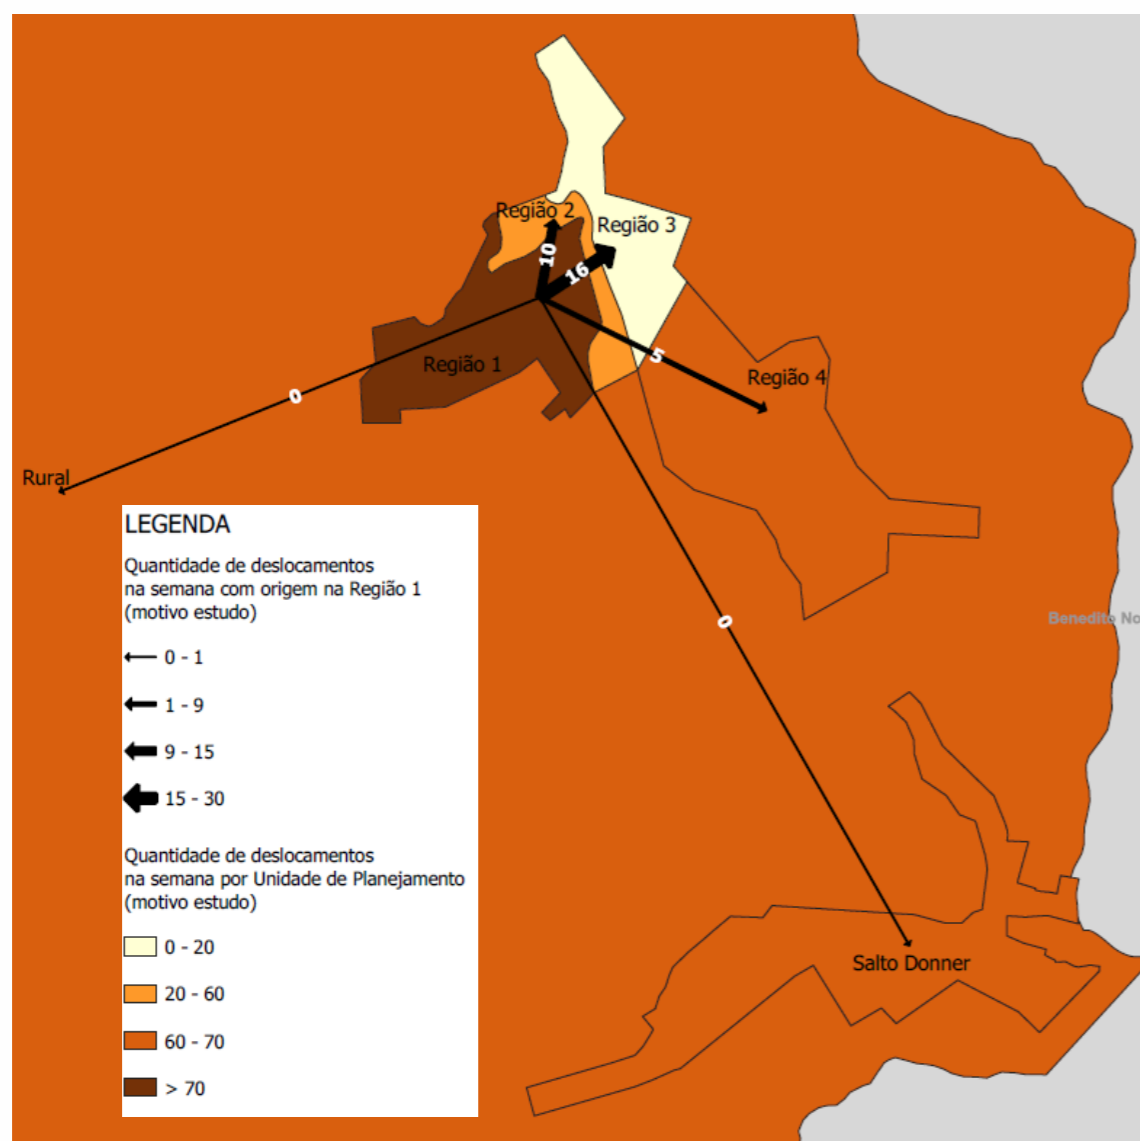 Região 2
Região 3
10
16
Região 1
5
Região 4
0
Rural
LEGENDA
Quantidade de deslocamentos
na semana com origem na Região 1
(motivo estudo)
0 - 1
1 - 9
9 - 15
15 - 30
0
Benedito No
Quantidade de deslocamentos
na semana por Unidade de Planejamento
(motivo estudo)
0 - 20
20 - 60
60 - 70
> 70
Salto Donner